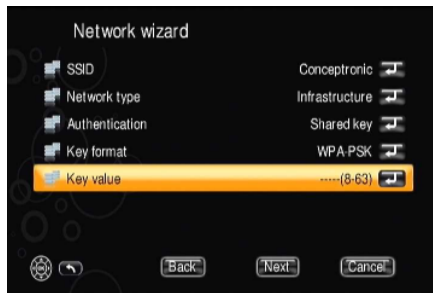 Network wizard
SSID Conceptronic
Network type Infrastructure
Authentication Shared key
Key format WPA-PSK
Key value -----(8-63)
OK Back Next Cancel